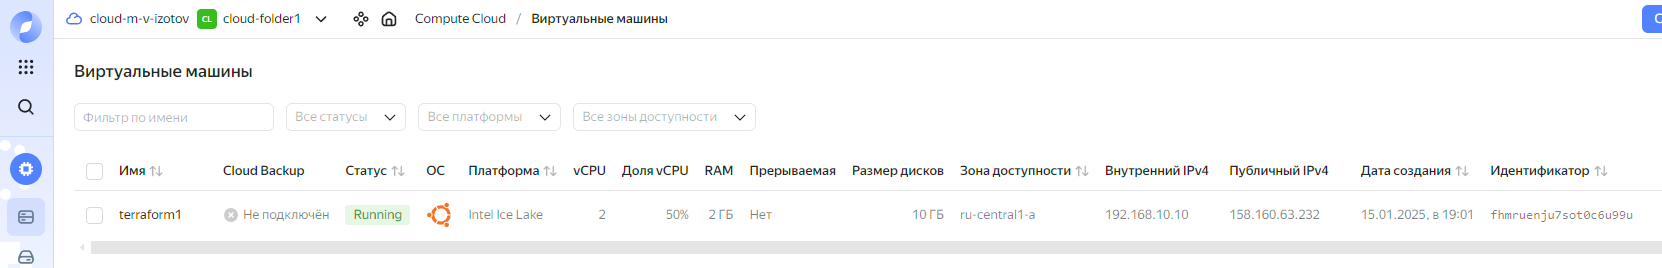 cloud-m-v-izotov CL cloud-folder1 Compute Cloud / Виртуальные машины
Виртуальные машины
Фильтр по имени Все статусы Все платформы Все зоны доступности
Имя Cloud Backup Статус ОС Платформа vCPU Доля vCPU RAM Прерываемая Размер дисков Зона доступности Внутренний IPv4 Публичный IPv4 Дата создания Идентификатор
terraform1 Не подключён Running Intel Ice Lake 2 50% 2 ГБ Нет 10 ГБ ru-central1-a 192.168.10.10 158.160.63.232 15.01.2025, в 19:01 fhmruenju7sot0c6u99u